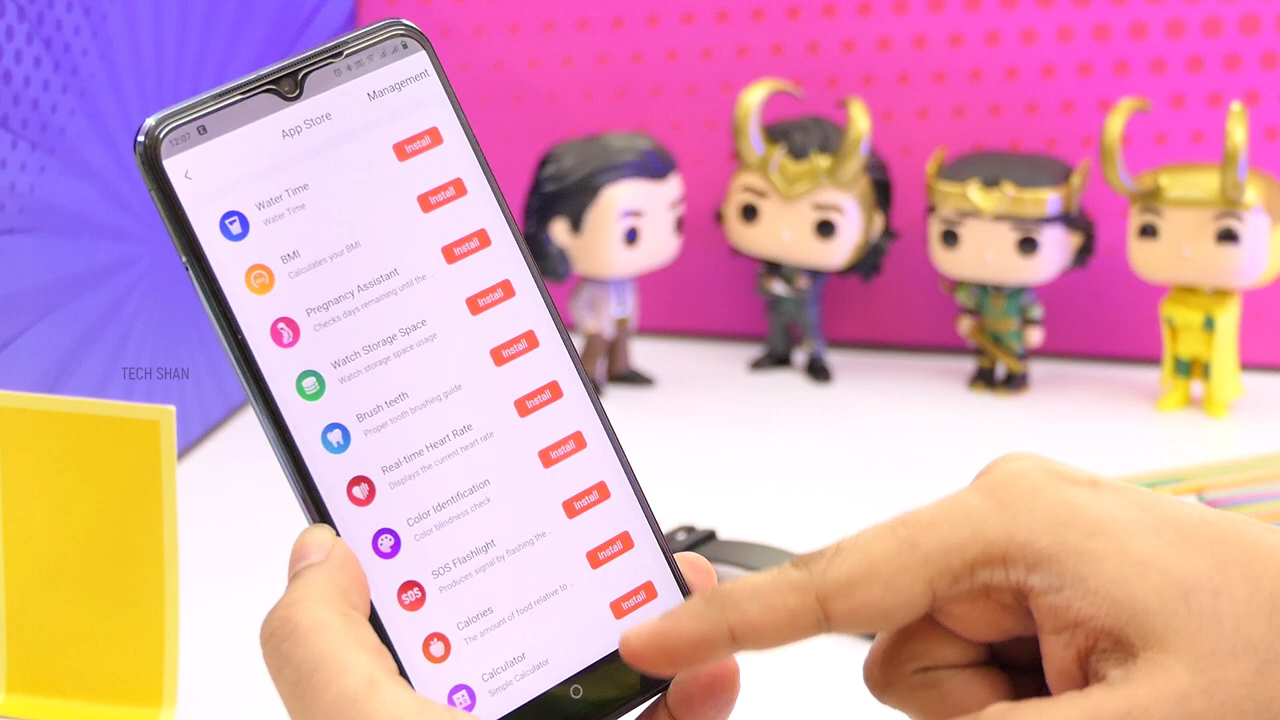 12:07
App Store
Management
Install
Water Time
Water Time
Install
BMI
Calculates your BMI
Install
Pregnancy Assistant
Checks days remaining until the ...
Install
Watch Storage Space
Watch storage space usage
Install
Brush teeth
Proper tooth brushing guide
Install
Real-time Heart Rate
Displays the current heart rate
Install
Color Identification
Color blindness check
Install
SOS
SOS Flashlight
Produces signal by flashing the ...
Install
Calories
The amount of food relative to ...
Install
Calculator
Simple Calculator
Install
TECH SHAN